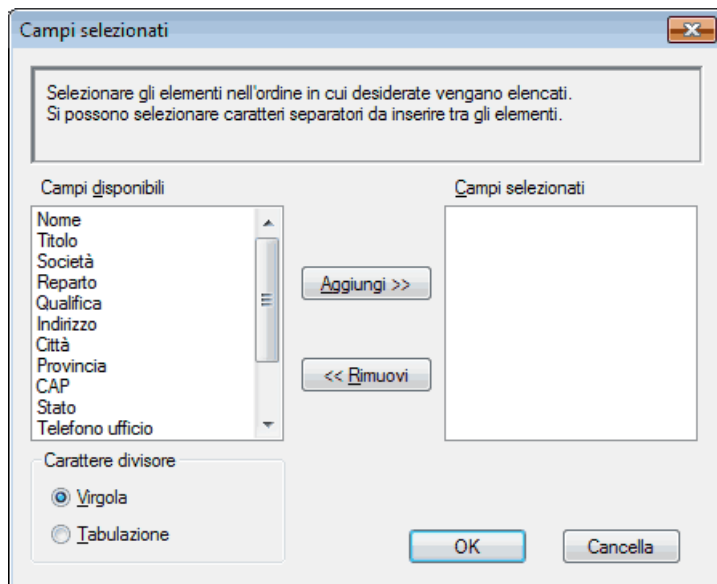 Campi selezionati
Selezionare gli elementi nell'ordine in cui desiderate vengano elencati.
Si possono selezionare caratteri separatori da inserire tra gli elementi.
Campi disponibili
Nome
Titolo
Società
Reparto
Qualifica
Indirizzo
Città
Provincia
CAP
Stato
Telefono ufficio
Aggiungi >>
<< Rimuovi
Campi selezionati
Carattere divisore
Virgola
Tabulazione
OK
Cancella